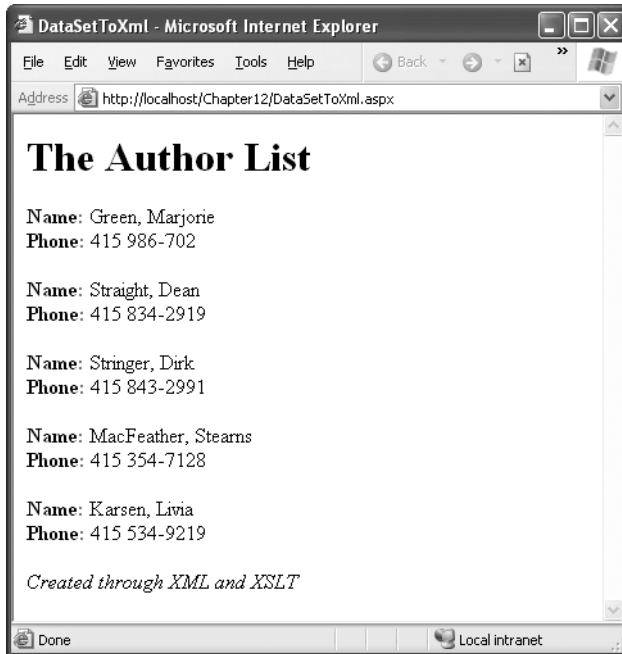 DataSetToXml - Microsoft Internet Explorer
File Edit View Favorites Tools Help Back »
Address http://localhost/Chapter12/DataSetToXml.aspx
The Author List
Name: Green, Marjorie
Phone: 415 986-702
Name: Straight, Dean
Phone: 415 834-2919
Name: Stringer, Dirk
Phone: 415 843-2991
Name: MacFeather, Stearns
Phone: 415 354-7128
Name: Karsen, Livia
Phone: 415 534-9219
Created through XML and XSLT
Done Local intranet